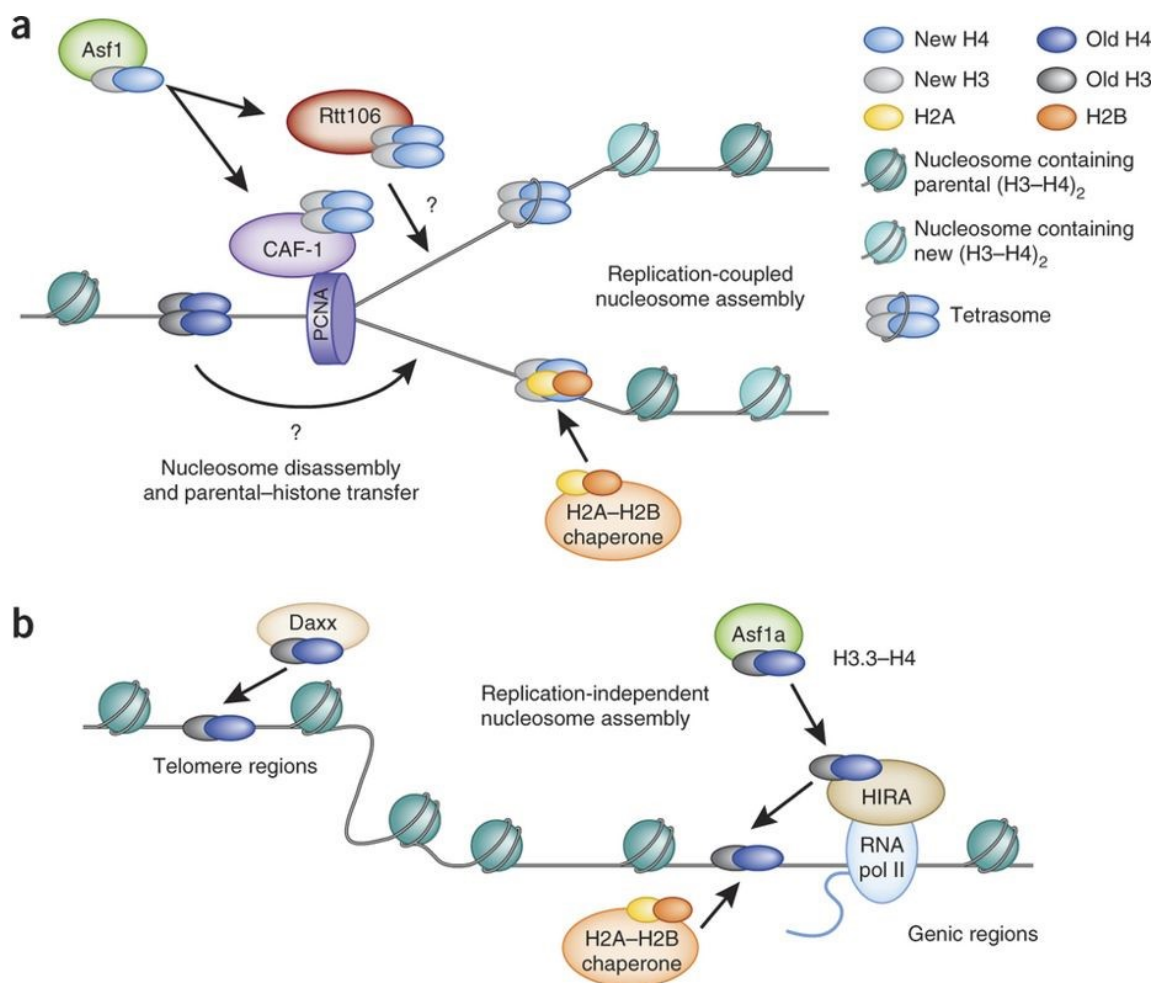 a
Asf1
Rtt106
?
CAF-1
PCNA
Replication-coupled
nucleosome assembly
?
Nucleosome disassembly
and parental–histone transfer
H2A–H2B
chaperone
New H4
Old H4
New H3
Old H3
H2A
H2B
Nucleosome containing
parental (H3–H4)2
Nucleosome containing
new (H3–H4)2
Tetrasome
b
Daxx
Telomere regions
Replication-independent
nucleosome assembly
Asf1a
H3.3–H4
HIRA
RNA
pol II
H2A–H2B
chaperone
Genic regions